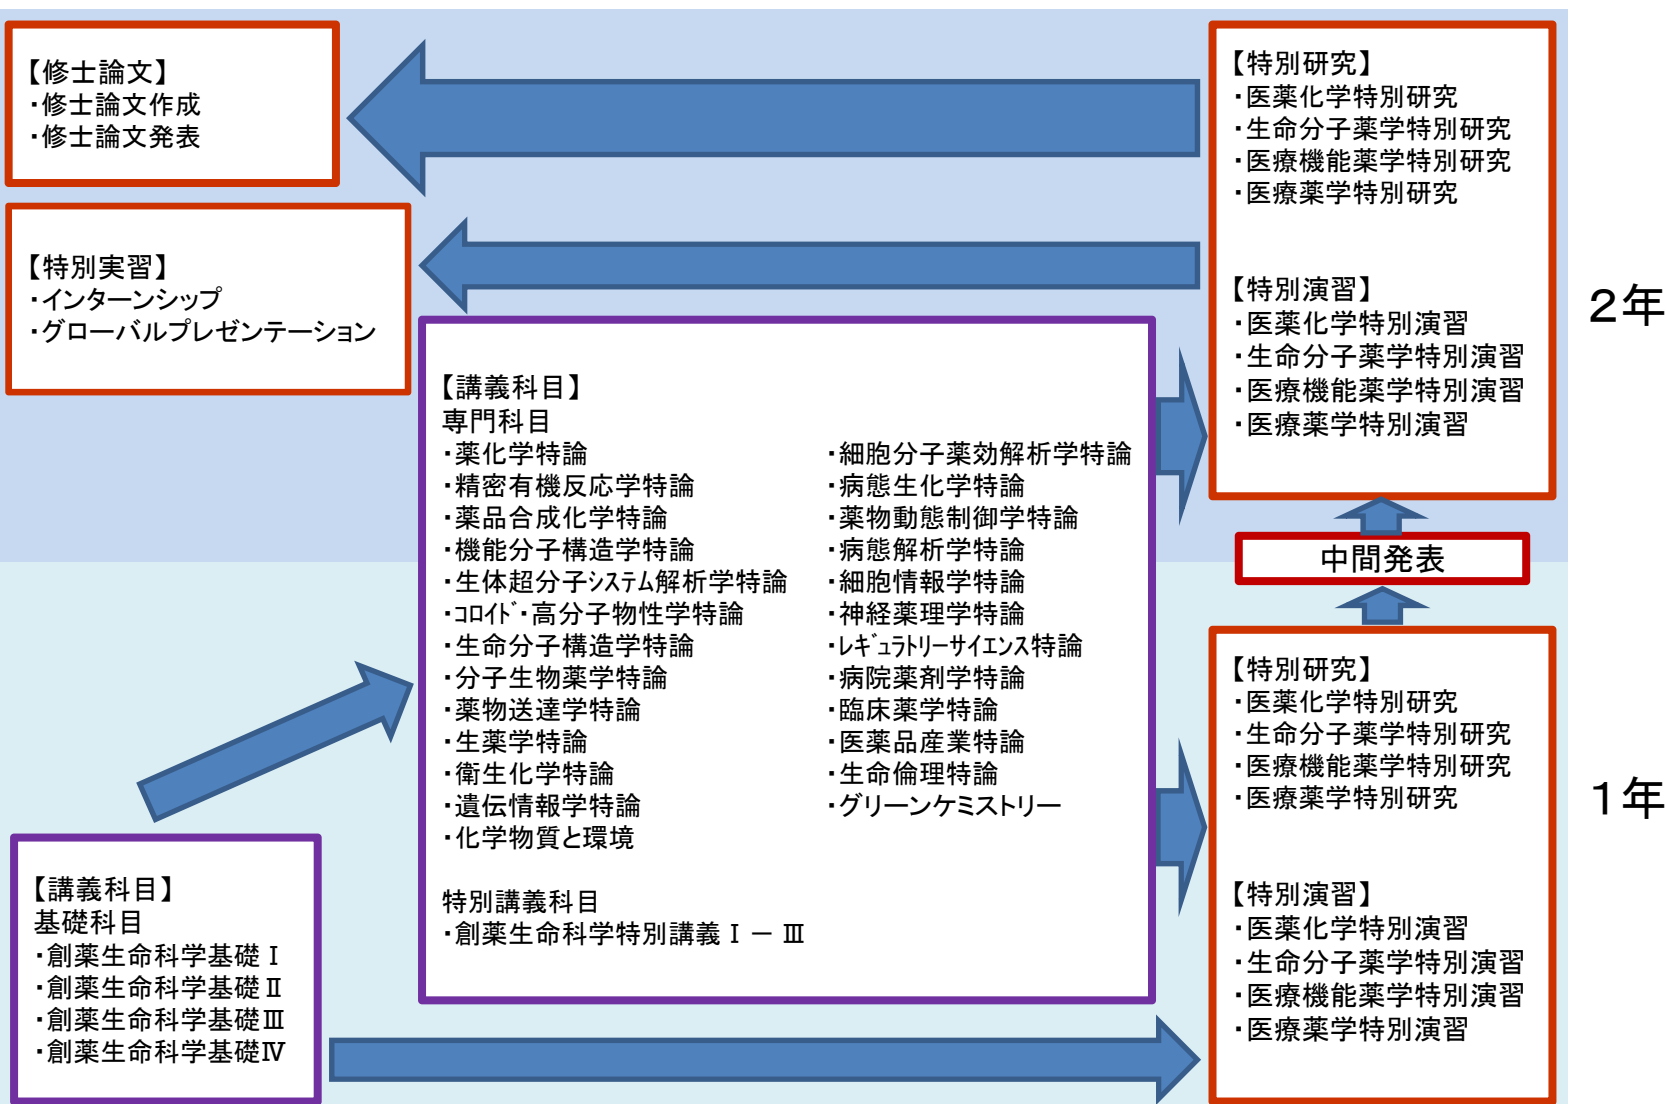 【修士論文】
・修士論文作成
・修士論文発表
【特別実習】
・インターンシップ
・グローバルプレゼンテーション
【特別研究】
・医薬化学特別研究
・生命分子薬学特別研究
・医療機能薬学特別研究
・医療薬学特別研究
【特別演習】
・医薬化学特別演習
・生命分子薬学特別演習
・医療機能薬学特別演習
・医療薬学特別演習
2年
【講義科目】
専門科目
・薬化学特論
・精密有機反応学特論
・薬品合成化学特論
・機能分子構造学特論
・生体超分子システム解析学特論
・コロイド・高分子物性学特論
・生命分子構造学特論
・分子生物薬学特論
・薬物送達学特論
・生薬学特論
・衛生化学特論
・遺伝情報学特論
・化学物質と環境
・細胞分子薬効解析学特論
・病態生化学特論
・薬物動態制御学特論
・病態解析学特論
・細胞情報学特論
・神経薬理学特論
・レギュラトリーサイエンス特論
・病院薬剤学特論
・臨床薬学特論
・医薬品産業特論
・生命倫理特論
・グリーンケミストリー
特別講義科目
・創薬生命科学特別講義Ⅰ－Ⅲ
中間発表
【特別研究】
・医薬化学特別研究
・生命分子薬学特別研究
・医療機能薬学特別研究
・医療薬学特別研究
【特別演習】
・医薬化学特別演習
・生命分子薬学特別演習
・医療機能薬学特別演習
・医療薬学特別演習
1年
【講義科目】
基礎科目
・創薬生命科学基礎Ⅰ
・創薬生命科学基礎Ⅱ
・創薬生命科学基礎Ⅲ
・創薬生命科学基礎Ⅳ